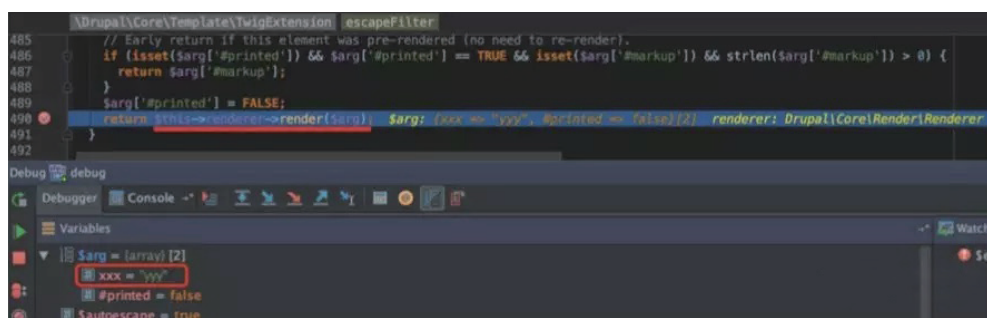 \Drupal\Core\Template\TwigExtension escapeFilter
485 // Early return if this element was pre-rendered (no need to re-render).
486 if (isset($arg['#printed']) && $arg['#printed'] == TRUE && isset($arg['#markup']) && strlen($arg['#markup']) > 0) {
487 return $arg['#markup'];
488 }
489 $arg['#printed'] = FALSE;
490 return $this->renderer->render($arg); $arg: {xxx => "yyy", #printed => false}[2] renderer: Drupal\Core\Render\Renderer
491 }
492
Debug debug
Debugger Console
Variables Watch
$arg = {array} [2]
xxx = "yyy"
#printed = false
$autoescape = true